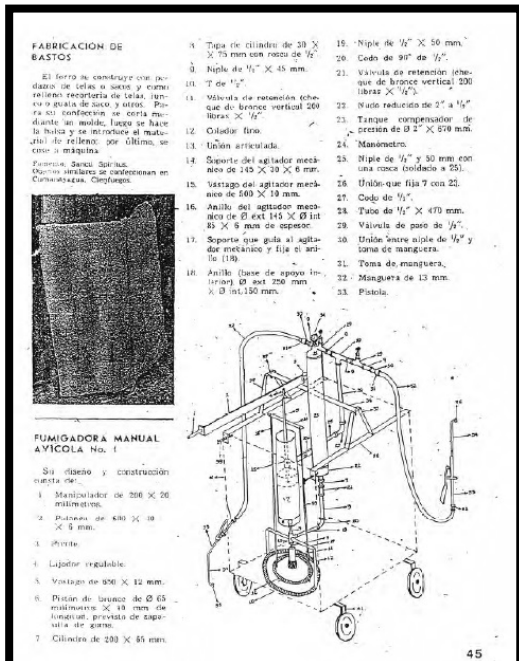 FABRICACION DE
BASTOS
El forro se construye con pe-
dazos de telas o sacos y como
relleno recortería de telas, jun-
co o guata de saco, y otros. Pa-
ra su confección se corta me-
diante un molde, luego se hace
la bolsa y se introduce el mate-
rial de relleno; por último, se
cose a máquina.
Fomento, Sancti Spíritus.
similares se confeccionan en
Cumanayagua, Cienfuegos.
FUMIGADORA MANUAL
AVICOLA No. 1
Su diseño y construcción
consta de:
1. Manipulador de 200 X 20
milímetros.
2. Palanca de 600 X 30
X 6 mm.
3. Pivote.
4. Fijador regulable.
5. Vástago de 650 X 12 mm.
6. Pistón de bronce de Ø 65
milímetros X 40 mm de
longitud, provisto de zapa-
tilla de goma.
7. Cilindro de 200 X 65 mm.
8. Tapa de cilindro de 30 X
X 75 mm con rosca de ½".
9. Niple de ½" X 45 mm.
10. T de ½".
11. Válvula de retención (che-
que de bronce vertical 200
libras X ½").
12. Colador fino.
13. Unión articulada.
14. Soporte del agitador mecá-
nico de 145 X 30 X 6 mm.
15. Vástago del agitador mecá-
nico de 500 X 10 mm.
16. Anillo del agitador mecá-
nico de Ø ext 145 X Ø int
85 X 6 mm de espesor.
17. Soporte que guía al agita-
dor mekánico y fija el ani-
llo (18).
18. Anillo (base de apoyo in-
terior) Ø ext 250 mm
X Ø int. 150 mm.
19. Niple de ½" X 50 mm.
20. Codo de 90° de ½".
21. Válvula de retención (che-
que de bronce vertical 200
libras X ½").
22. Nudo reducido de 2" a ½"
23. Tanque compensador de
presión de Ø 2" X 670 mm.
24. Manómetro.
25. Niple de ½" y 50 mm con
una rosca (soldado a 25).
26. Unión que fija 7 con 23.
27. Codo de ½".
28. Tubo de ½" X 470 mm.
29. Válvula de paso de ½".
30. Unión entre niple de ½" y
toma de manguera.
31. Toma de manguera.
32. Manguera de 13 mm.
33. Pistola.
45